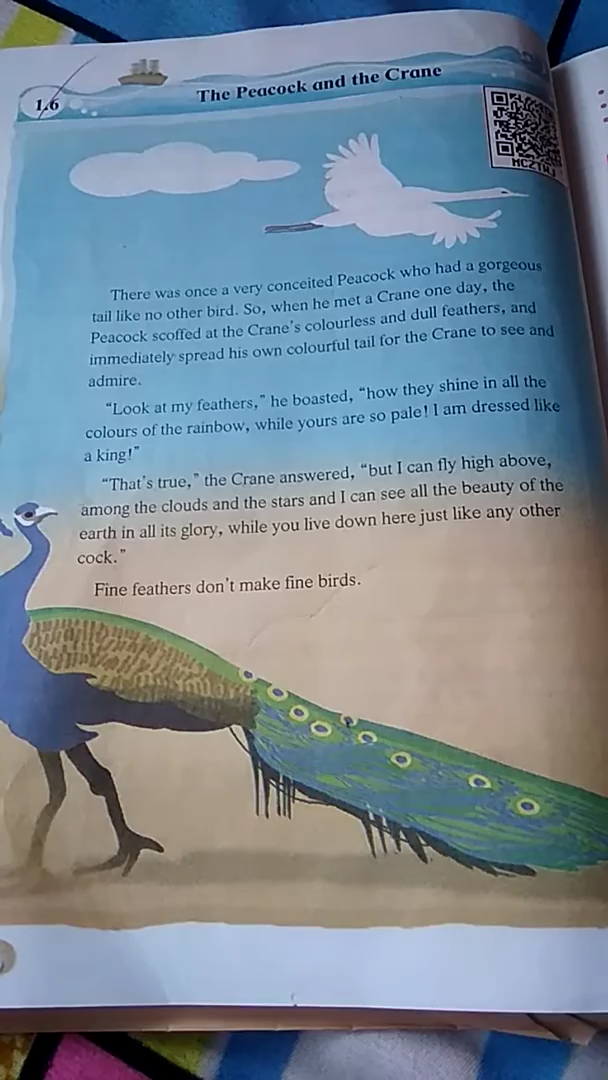 1.6
The Peacock and the Crane
There was once a very conceited Peacock who had a gorgeous
tail like no other bird. So, when he met a Crane one day, the
Peacock scoffed at the Crane's colourless and dull feathers, and
immediately spread his own colourful tail for the Crane to see and
admire.
“Look at my feathers,” he boasted, “how they shine in all the
colours of the rainbow, while yours are so pale! I am dressed like
a king!”
“That's true,” the Crane answered, “but I can fly high above,
among the clouds and the stars and I can see all the beauty of the
earth in all its glory, while you live down here just like any other
cock.”
Fine feathers don't make fine birds.